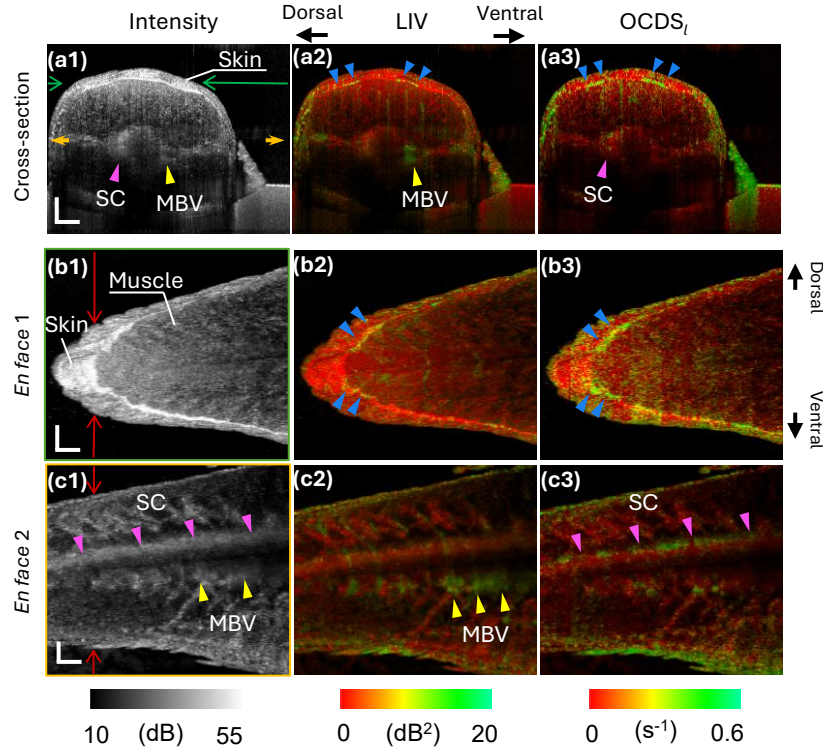 Intensity
Dorsal
LIV
Ventral
OCDSl
Cross-section
(a1)
Skin
SC
MBV
(a2)
MBV
(a3)
SC
En face 1
(b1)
Muscle
Skin
(b2)
(b3)
Dorsal
Ventral
En face 2
(c1)
SC
MBV
(c2)
MBV
(c3)
SC
10 (dB) 55
0 (dB²) 20
0 (s⁻¹) 0.6